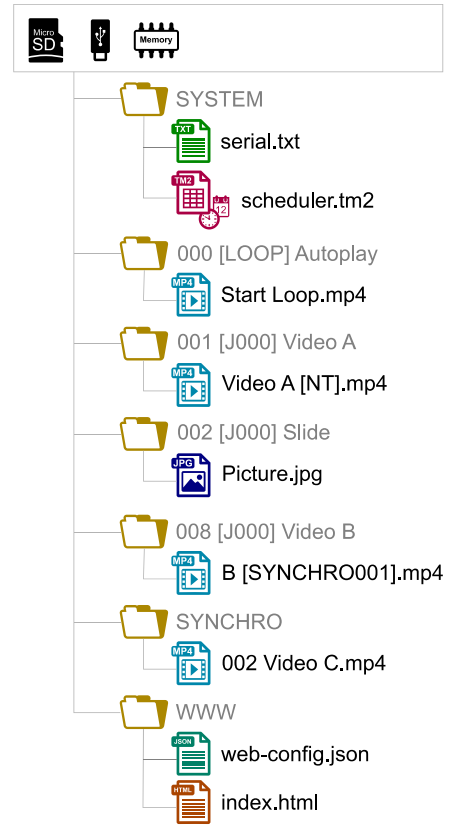 Micro
SD
Memory
SYSTEM
TXT
serial.txt
TM2
12
scheduler.tm2
000 [LOOP] Autoplay
MP4
Start Loop.mp4
001 [J000] Video A
MP4
Video A [NT].mp4
002 [J000] Slide
JPG
Picture.jpg
008 [J000] Video B
MP4
B [SYNCHRO001].mp4
SYNCHRO
MP4
002 Video C.mp4
WWW
JSON
web-config.json
HTML
index.html